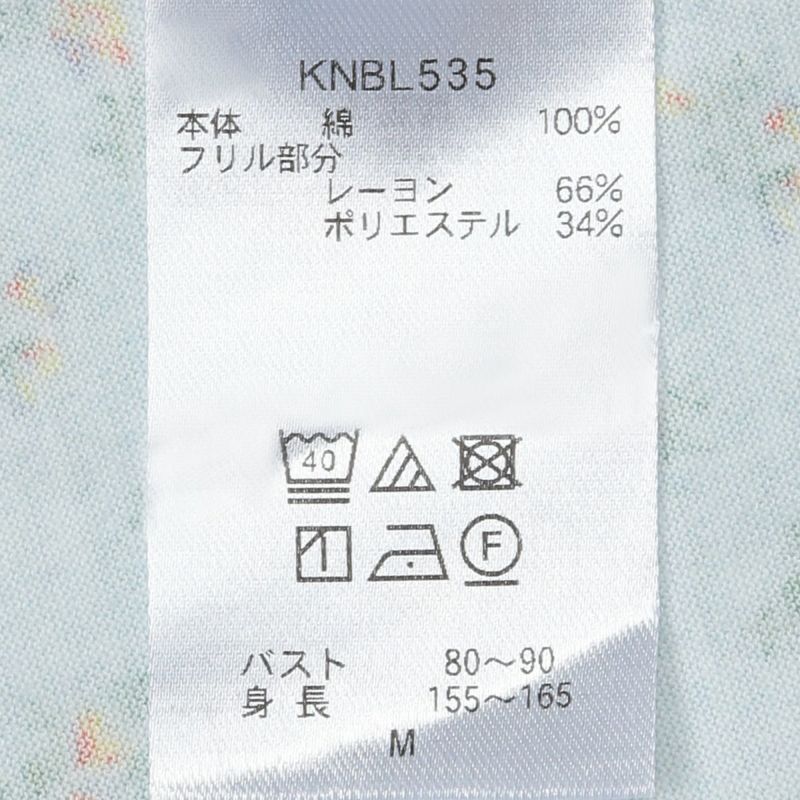 KNBL535
本体 綿 100%
フリル部分
レーヨン 66%
ポリエステル 34%
40
F
バスト 80～90
身長 155～165
M